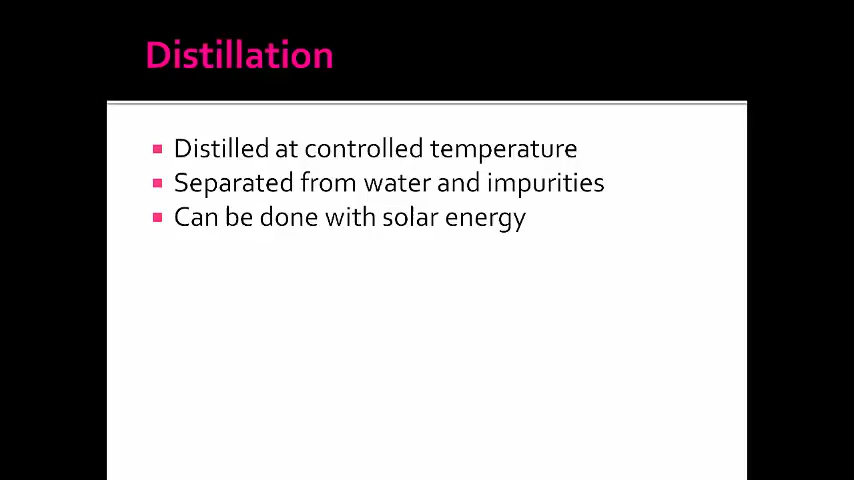 Distillation
Distilled at controlled temperature
Separated from water and impurities
Can be done with solar energy